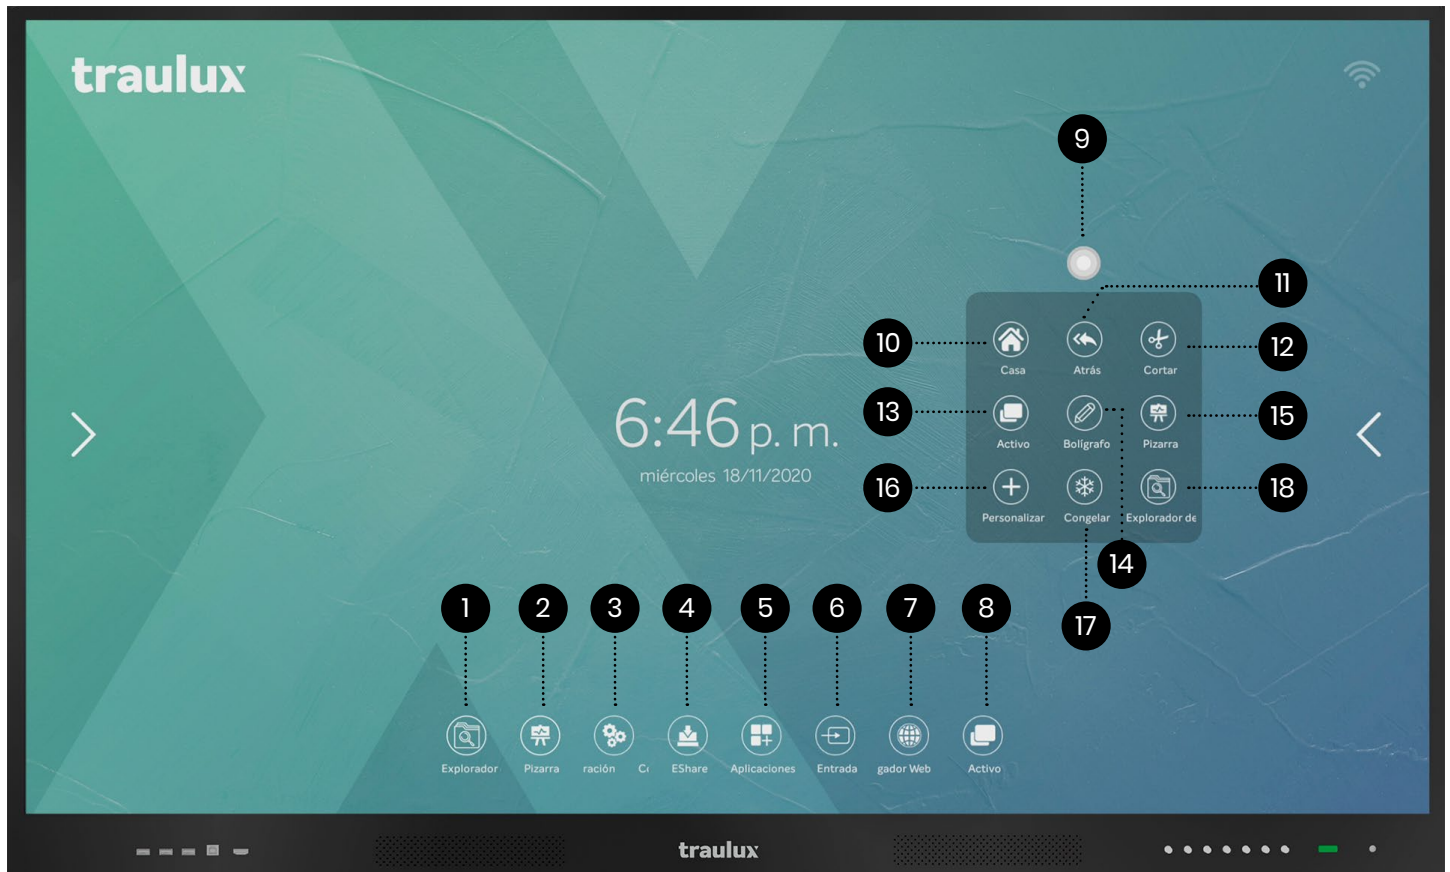 traulux
9
11
10
12
Casa
Atrás
Cortar
6:46 p. m.
miércoles 18/11/2020
13
15
Activo
Bolígrafo
Pizarra
16
18
Personalizar
Congelar
Explorador de
14
17
1
2
3
4
5
6
7
8
Explorador
Pizarra
ración
Co
EShare
Aplicaciones
Entrada
gador Web
Activo
traulux